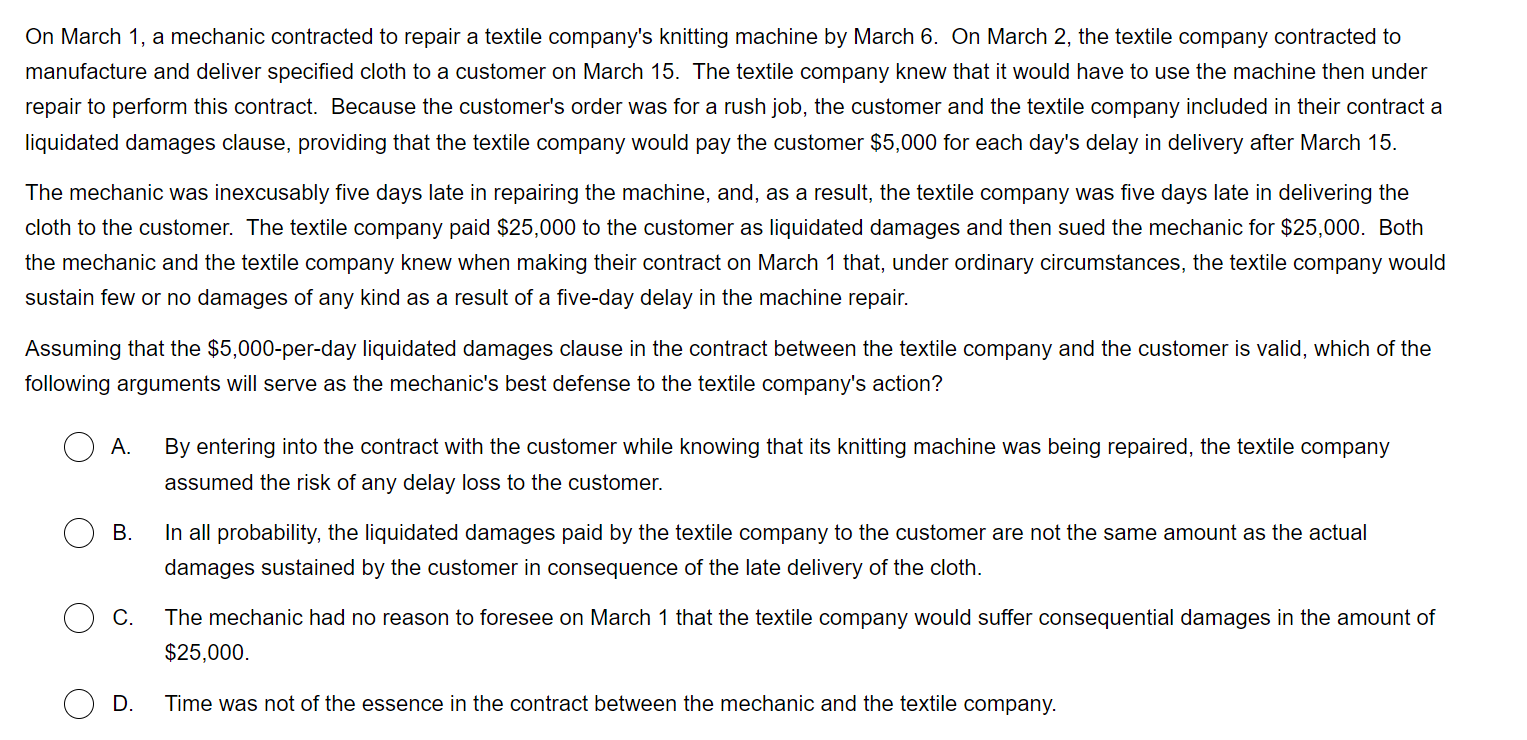 On March 1, a mechanic contracted to repair a textile company's knitting machine by March 6.  On March 2, the textile company contracted to
manufacture and deliver specified cloth to a customer on March 15.  The textile company knew that it would have to use the machine then under
repair to perform this contract.  Because the customer's order was for a rush job, the customer and the textile company included in their contract a
liquidated damages clause, providing that the textile company would pay the customer $5,000 for each day's delay in delivery after March 15.
The mechanic was inexcusably five days late in repairing the machine, and, as a result, the textile company was five days late in delivering the
cloth to the customer.  The textile company paid $25,000 to the customer as liquidated damages and then sued the mechanic for $25,000.  Both
the mechanic and the textile company knew when making their contract on March 1 that, under ordinary circumstances, the textile company would
sustain few or no damages of any kind as a result of a five-day delay in the machine repair.
Assuming that the $5,000-per-day liquidated damages clause in the contract between the textile company and the customer is valid, which of the
following arguments will serve as the mechanic's best defense to the textile company's action?
A. By entering into the contract with the customer while knowing that its knitting machine was being repaired, the textile company
assumed the risk of any delay loss to the customer.
B. In all probability, the liquidated damages paid by the textile company to the customer are not the same amount as the actual
damages sustained by the customer in consequence of the late delivery of the cloth.
C. The mechanic had no reason to foresee on March 1 that the textile company would suffer consequential damages in the amount of
$25,000.
D. Time was not of the essence in the contract between the mechanic and the textile company.